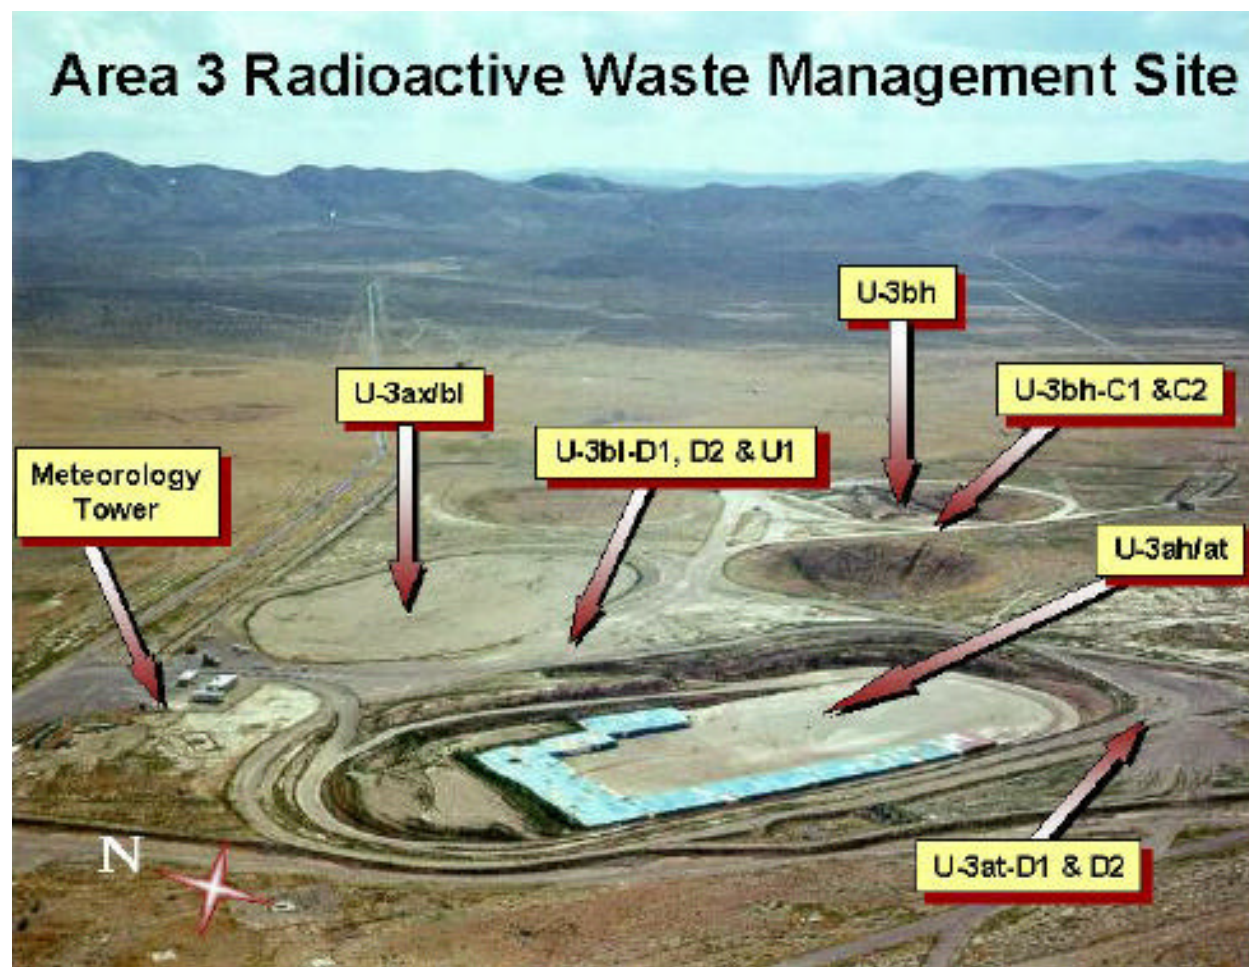 Area 3 Radioactive Waste Management Site
U-3bh
U-3ax/bl
U-3bh-C1 &C2
U-3bl-D1, D2 & U1
Meteorology
Tower
U-3ah/at
N
U-3at-D1 & D2